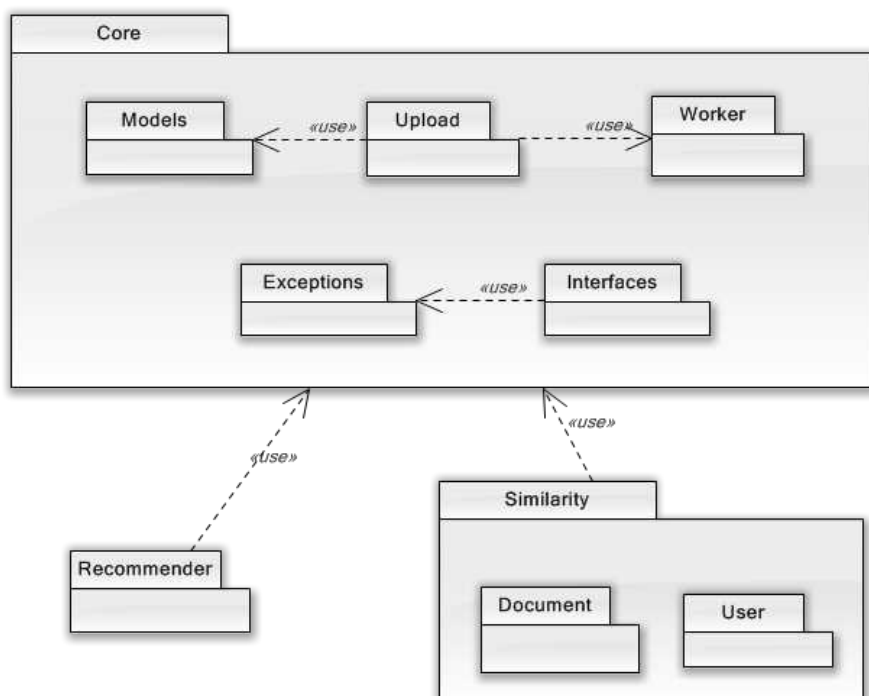 Core
Models
«use»
Upload
«use»
Worker
Exceptions
«use»
Interfaces
«use»
«use»
Recommender
Similarity
Document
User